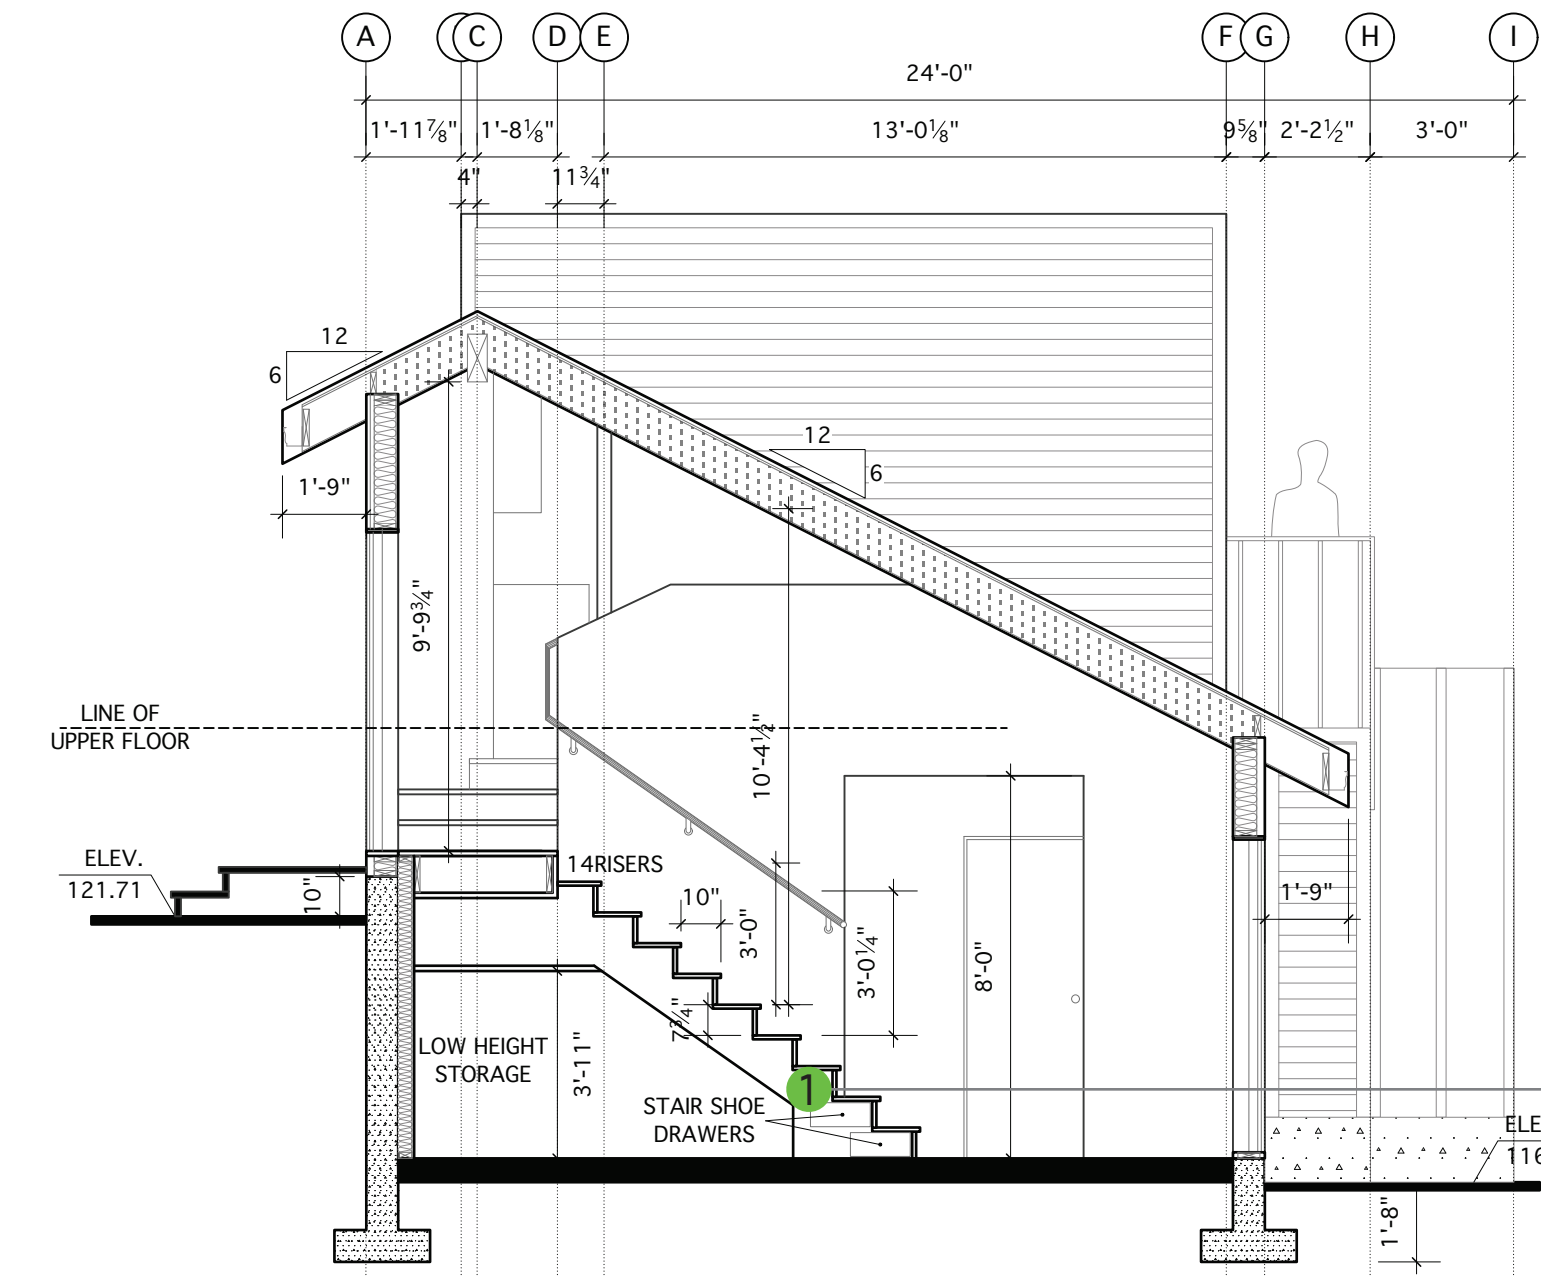 A C D E F G H I
24'-0"
1'-11⅞" 1'-8⅛" 13'-0⅛" 9⅝" 2'-2½" 3'-0"
4" 11¾"
12
6
12
6
1'-9"
9'-9¾"
LINE OF
UPPER FLOOR
10'-4½"
ELEV.
121.71
10"
14RISERS
10"
3'-0"
3'-0¼"
8'-0"
1'-9"
7¾"
LOW HEIGHT
STORAGE
3'-11"
1
STAIR SHOE
DRAWERS
ELE
116
1'-8"